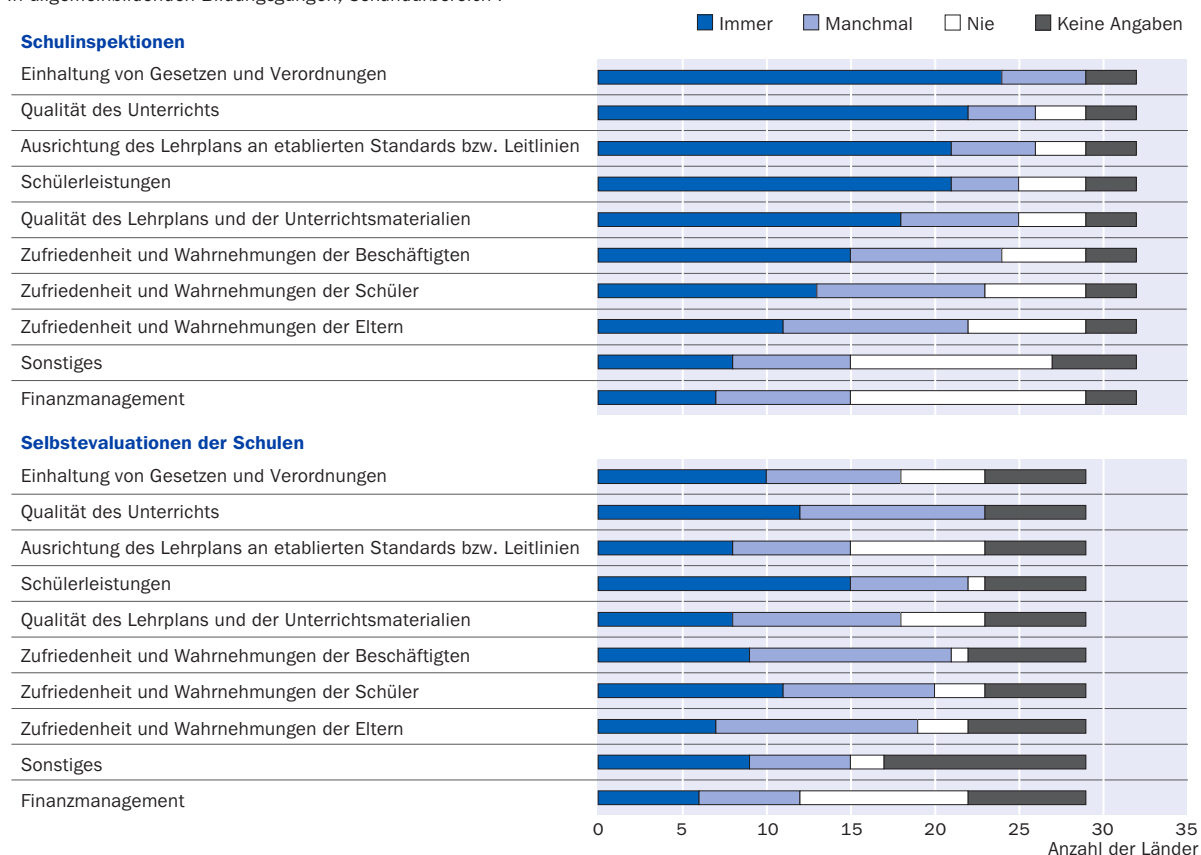 Immer Manchmal Nie Keine Angaben
Schulinspektionen
Einhaltung von Gesetzen und Verordnungen
Qualität des Unterrichts
Ausrichtung des Lehrplans an etablierten Standards bzw. Leitlinien
Schülerleistungen
Qualität des Lehrplans und der Unterrichtsmaterialien
Zufriedenheit und Wahrnehmungen der Beschäftigten
Zufriedenheit und Wahrnehmungen der Schüler
Zufriedenheit und Wahrnehmungen der Eltern
Sonstiges
Finanzmanagement
Selbstevaluationen der Schulen
Einhaltung von Gesetzen und Verordnungen
Qualität des Unterrichts
Ausrichtung des Lehrplans an etablierten Standards bzw. Leitlinien
Schülerleistungen
Qualität des Lehrplans und der Unterrichtsmaterialien
Zufriedenheit und Wahrnehmungen der Beschäftigten
Zufriedenheit und Wahrnehmungen der Schüler
Zufriedenheit und Wahrnehmungen der Eltern
Sonstiges
Finanzmanagement
0 5 10 15 20 25 30 35
Anzahl der Länder